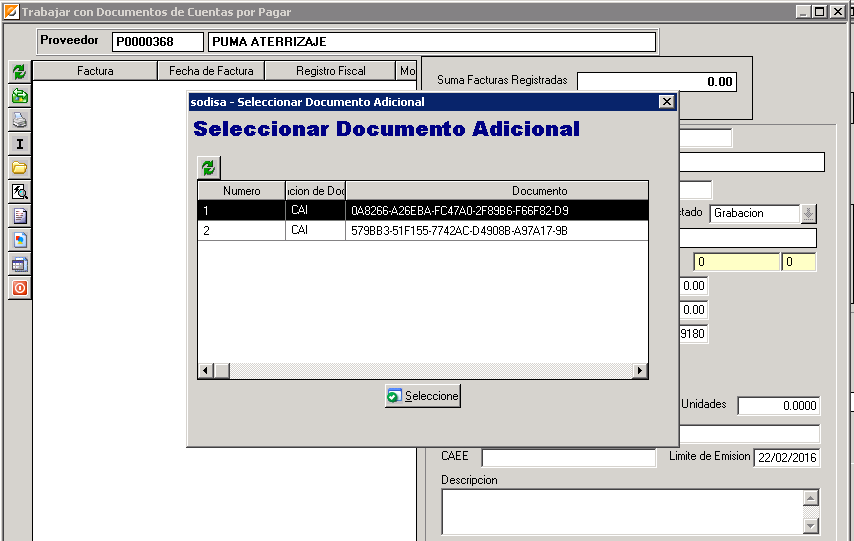 Trabajar con Documentos de Cuentas por Pagar
Proveedor P0000368 PUMA ATERRIZAJE
Factura Fecha de Factura Registro Fiscal Mo
Suma Facturas Registradas 0.00
sodisa - Seleccionar Documento Adicional
Seleccionar Documento Adicional
Numero icion de Doc Documento
1 CAI 0A8266-A26EBA-FC47A0-2F89B6-F66F82-D9
2 CAI 579BB3-51F155-7742AC-D4908B-A97A17-9B
Seleccione
stado Grabacion
0 0
0.00
0.00
9180
Unidades 0.0000
CAEE Limite de Emision 22/02/2016
Descripcion